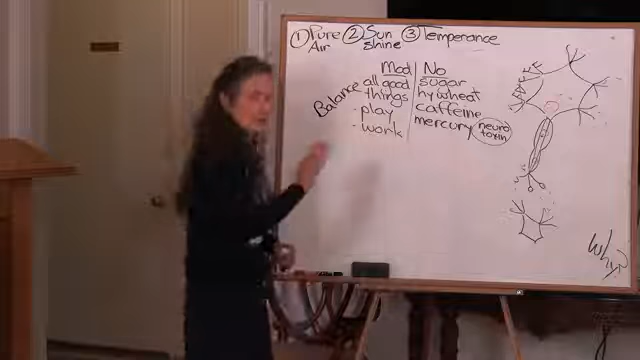 ① Pure ② Sun ③ Temperance
Air shine
Mod No
Balance all good sugar
things hy wheat
- play caffeine
- work mercury neuro
toxin
Why?